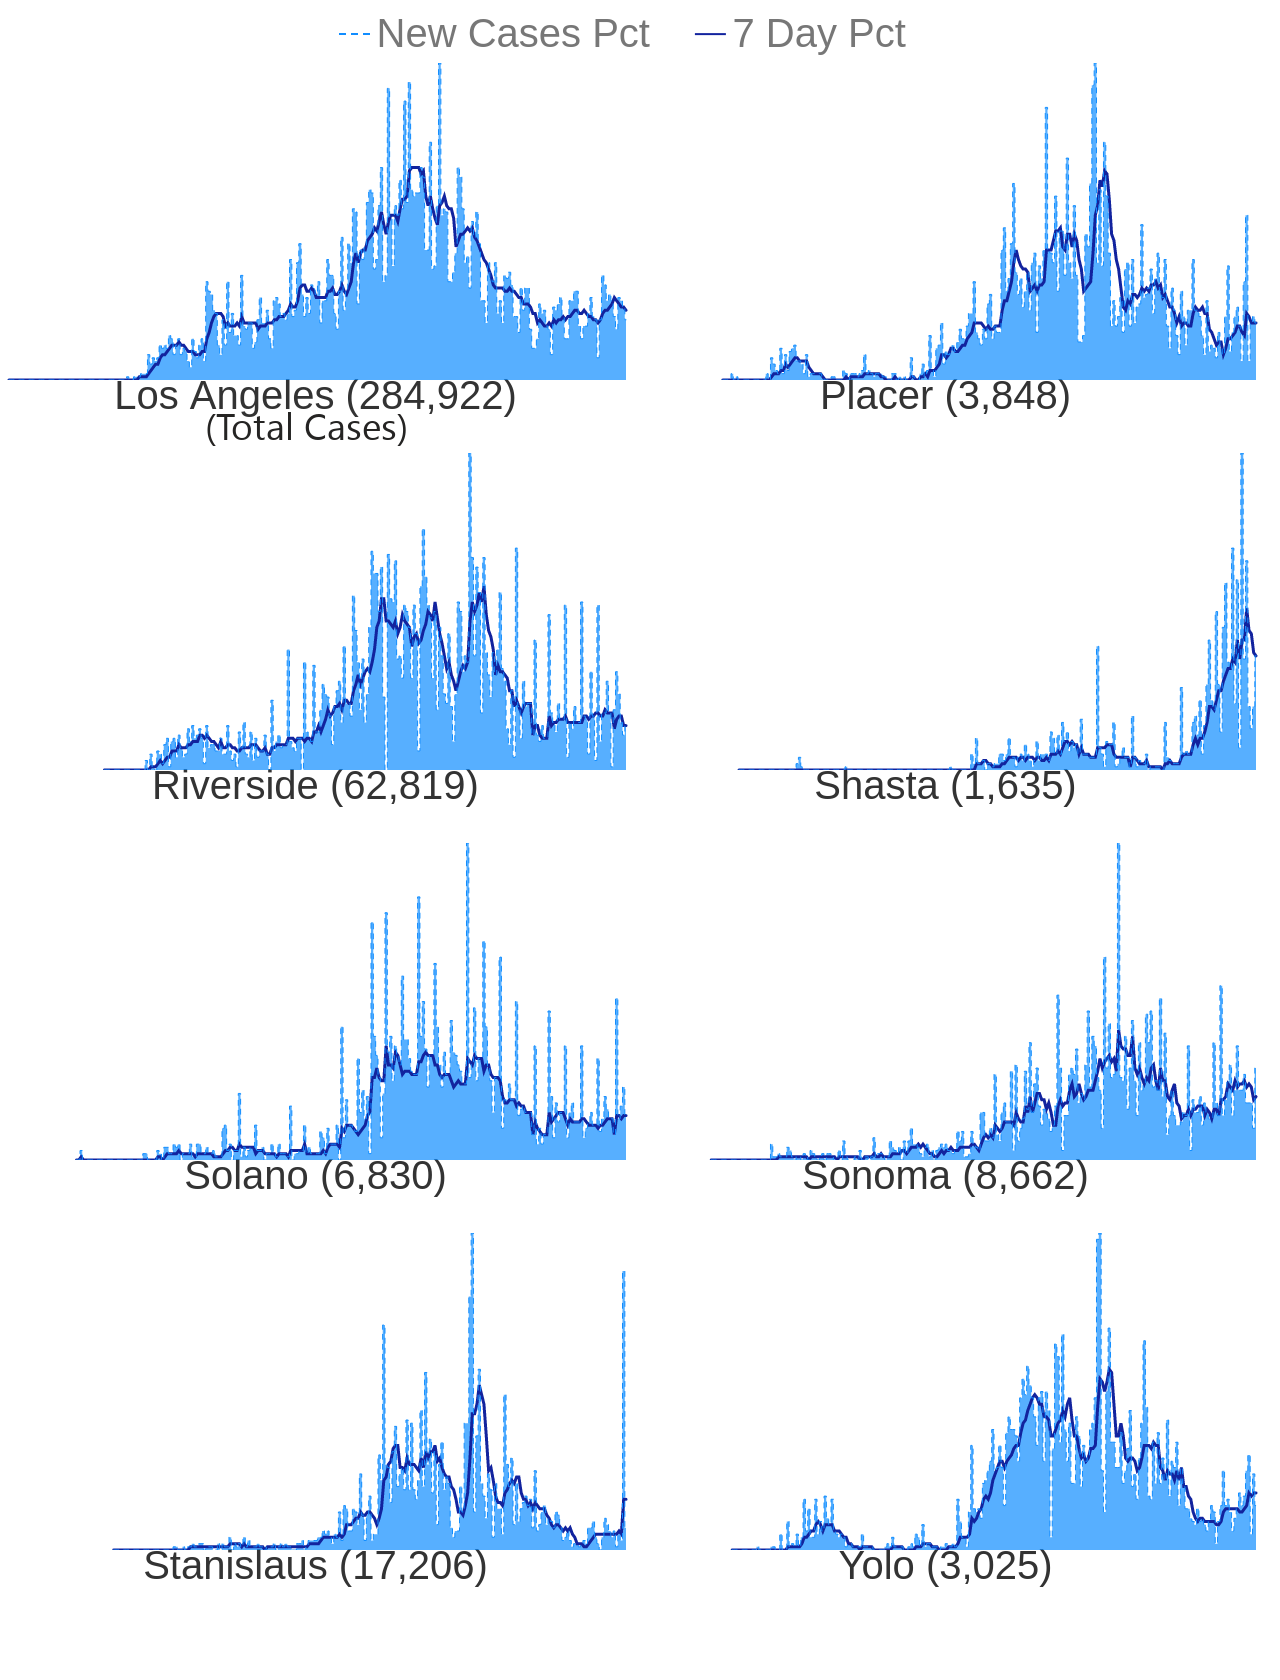 New Cases Pct 7 Day Pct
Los Angeles (284,922) Placer (3,848)
(Total Cases)
Riverside (62,819) Shasta (1,635)
Solano (6,830) Sonoma (8,662)
Stanislaus (17,206) Yolo (3,025)